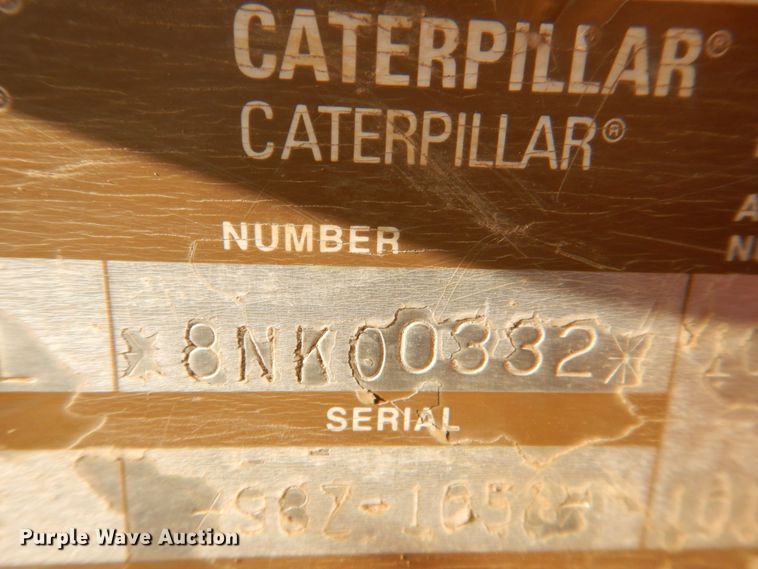 CATERPILLAR®
CATERPILLAR®
NUMBER
*8NK00332*
SERIAL
Purple Wave Auction